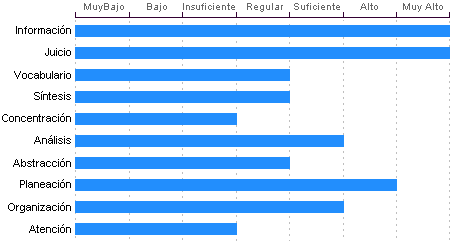 MuyBajo Bajo Insuficiente Regular Suficiente Alto Muy Alto
Información
Juicio
Vocabulario
Síntesis
Concentración
Análisis
Abstracción
Planeación
Organización
Atención